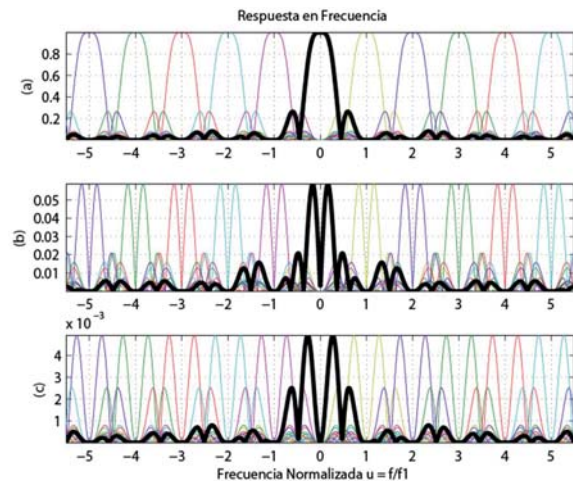 Respuesta en Frecuencia
(a)
0.8
0.6
0.4
0.2
−5 −4 −3 −2 −1 0 1 2 3 4 5
(b)
0.05
0.04
0.03
0.02
0.01
−5 −4 −3 −2 −1 0 1 2 3 4 5
x 10⁻³
(c)
4
3
2
1
−5 −4 −3 −2 −1 0 1 2 3 4 5
Frecuencia Normalizada u = f/f1